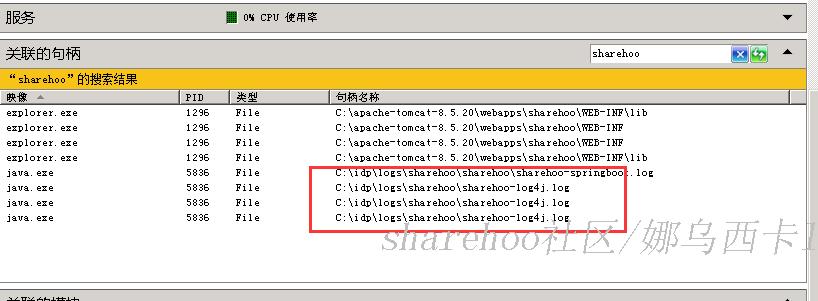 服务 0% CPU 使用率
关联的句柄 sharehoo
“sharehoo”的搜索结果
映像 PID 类型 句柄名称
explorer.exe 1296 File C:\apache-tomcat-8.5.20\webapps\sharehoo\WEB-INF\lib
explorer.exe 1296 File C:\apache-tomcat-8.5.20\webapps\sharehoo\WEB-INF
explorer.exe 1296 File C:\apache-tomcat-8.5.20\webapps\sharehoo\WEB-INF
explorer.exe 1296 File C:\apache-tomcat-8.5.20\webapps\sharehoo\WEB-INF\lib
java.exe 5836 File C:\idp\logs\sharehoo\sharehoo\sharehoo-springboot.log
java.exe 5836 File C:\idp\logs\sharehoo\sharehoo-log4j.log
java.exe 5836 File C:\idp\logs\sharehoo\sharehoo-log4j.log
java.exe 5836 File C:\idp\logs\sharehoo\sharehoo-log4j.log
sharehoo社区/娜乌西卡1